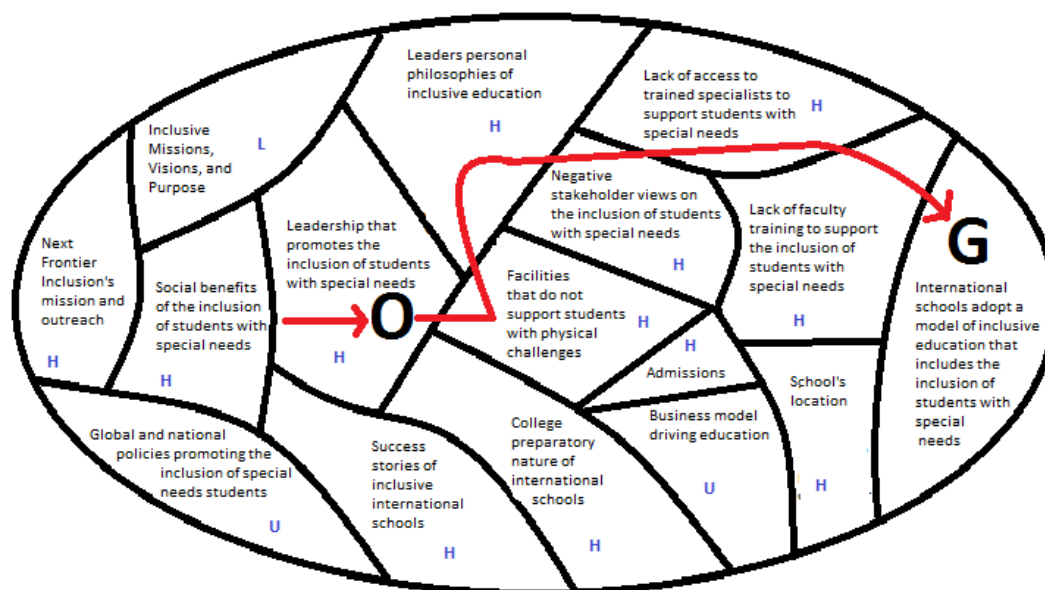 Leaders personal
philosophies of
inclusive education
H
Lack of access to
trained specialists to
support students with
special needs
H
Inclusive
Missions,
Visions, and
Purpose
L
Next
Frontier
Inclusion's
mission and
outreach
H
Social benefits
of the inclusion
of students with
special needs
H
Leadership that
promotes the
inclusion of students
with special needs
O
H
Negative
stakeholder views on
the inclusion of students
with special needs
H
Facilities
that do not
support students
with physical
challenges
H
Lack of faculty
training to support
the inclusion of
students with
special needs
H
G
International
schools adopt a
model of inclusive
education that
includes the
inclusion of
students with
special
needs
H
Admissions
School's
location
H
Business model
driving education
U
Global and national
policies promoting the
inclusion of special
needs students
U
Success
stories of
inclusive
international
schools
H
College
preparatory
nature of
international
schools
H